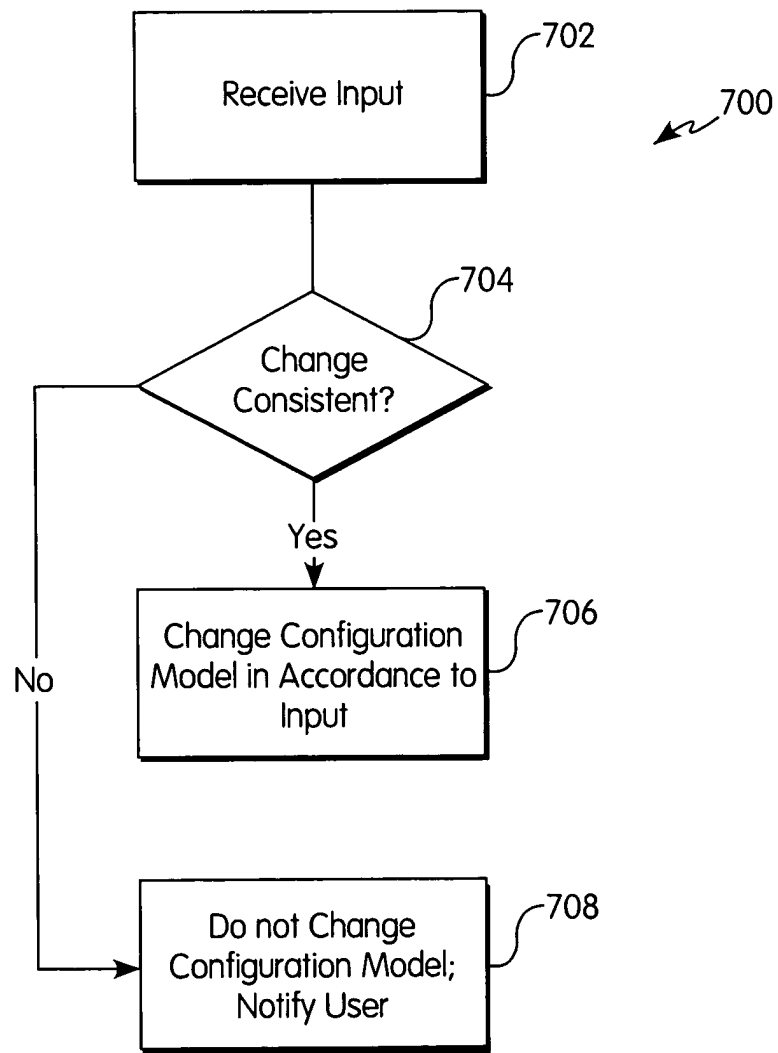 702
Receive Input
700
704
Change
Consistent?
Yes
706
Change Configuration
Model in Accordance to
Input
No
708
Do not Change
Configuration Model;
Notify User